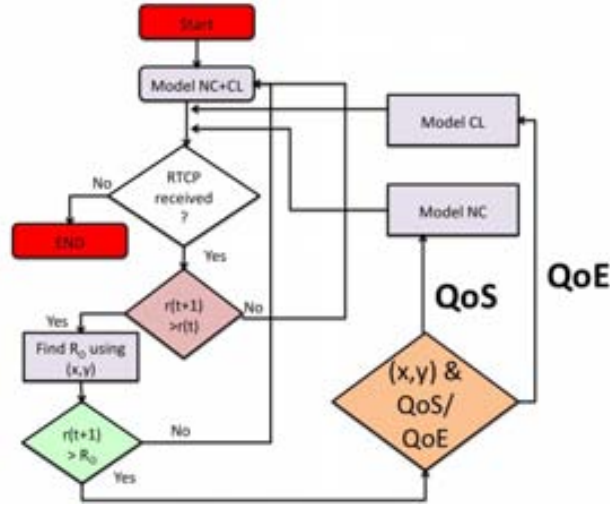 Start
Model NC+CL
Model CL
No
RTCP
received
?
Model NC
END
Yes
QoS
QoE
r(t+1)
>r(t)
No
Yes
Find R₀ using
(x,y)
(x,y) &
QoS/
QoE
r(t+1)
> R₀
No
Yes